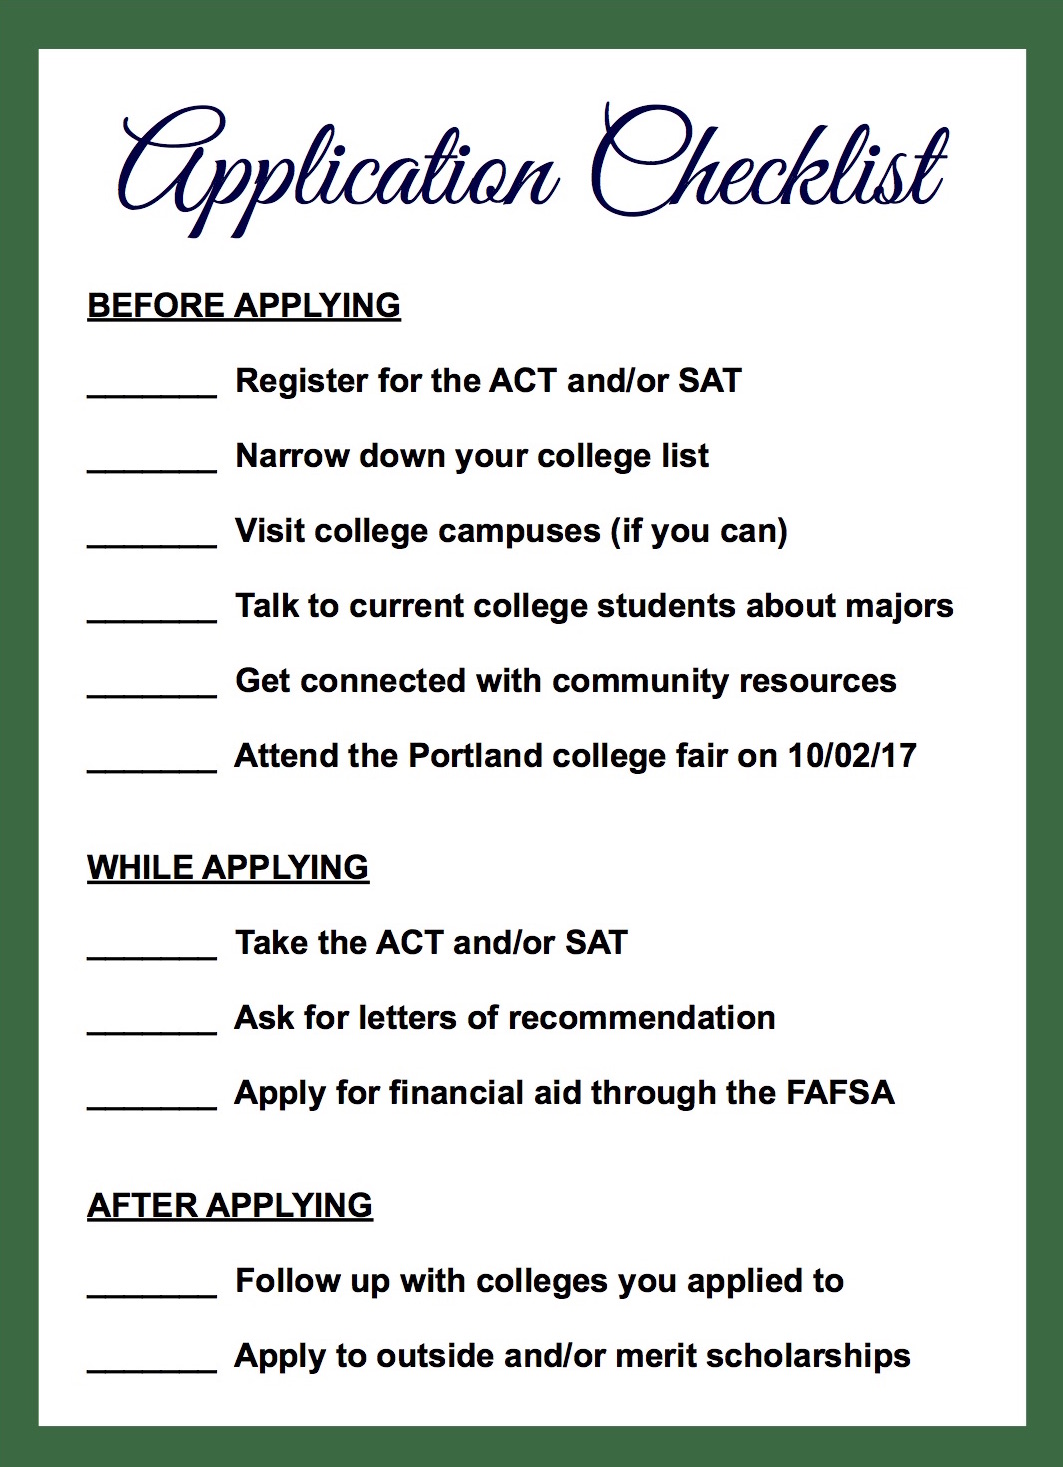 Application Checklist
BEFORE APPLYING
_______ Register for the ACT and/or SAT
_______ Narrow down your college list
_______ Visit college campuses (if you can)
_______ Talk to current college students about majors
_______ Get connected with community resources
_______ Attend the Portland college fair on 10/02/17
WHILE APPLYING
_______ Take the ACT and/or SAT
_______ Ask for letters of recommendation
_______ Apply for financial aid through the FAFSA
AFTER APPLYING
_______ Follow up with colleges you applied to
_______ Apply to outside and/or merit scholarships